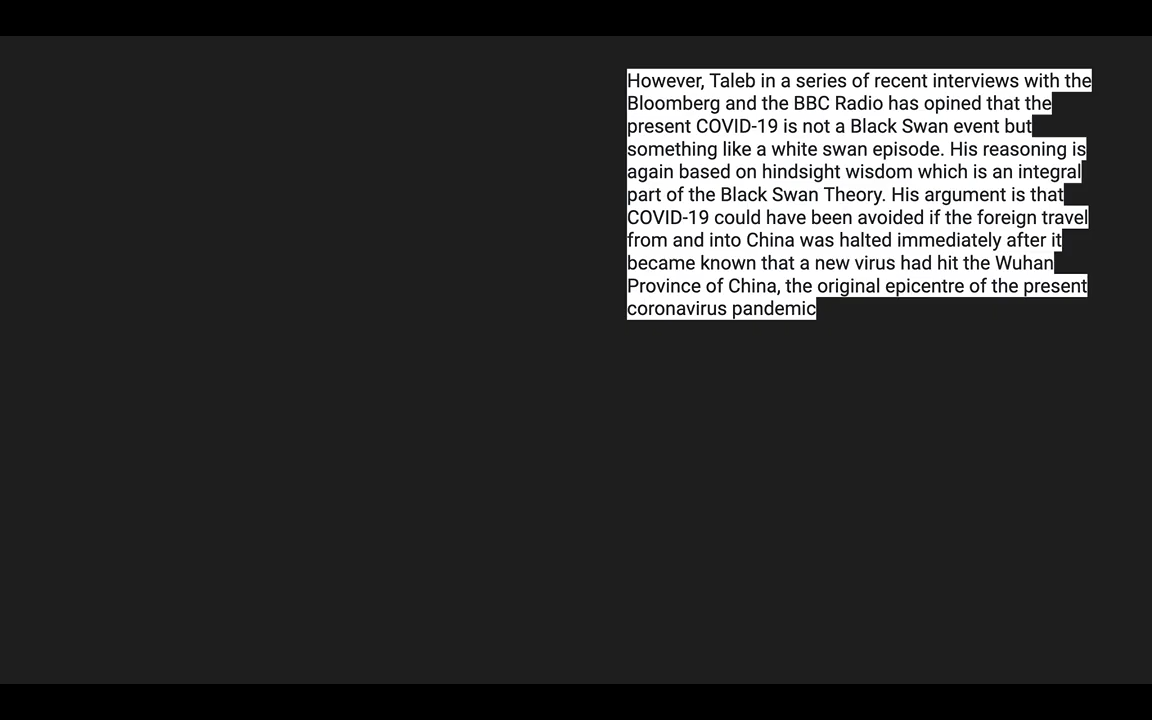 However, Taleb in a series of recent interviews with the
Bloomberg and the BBC Radio has opined that the
present COVID-19 is not a Black Swan event but
something like a white swan episode. His reasoning is
again based on hindsight wisdom which is an integral
part of the Black Swan Theory. His argument is that
COVID-19 could have been avoided if the foreign travel
from and into China was halted immediately after it
became known that a new virus had hit the Wuhan
Province of China, the original epicentre of the present
coronavirus pandemic